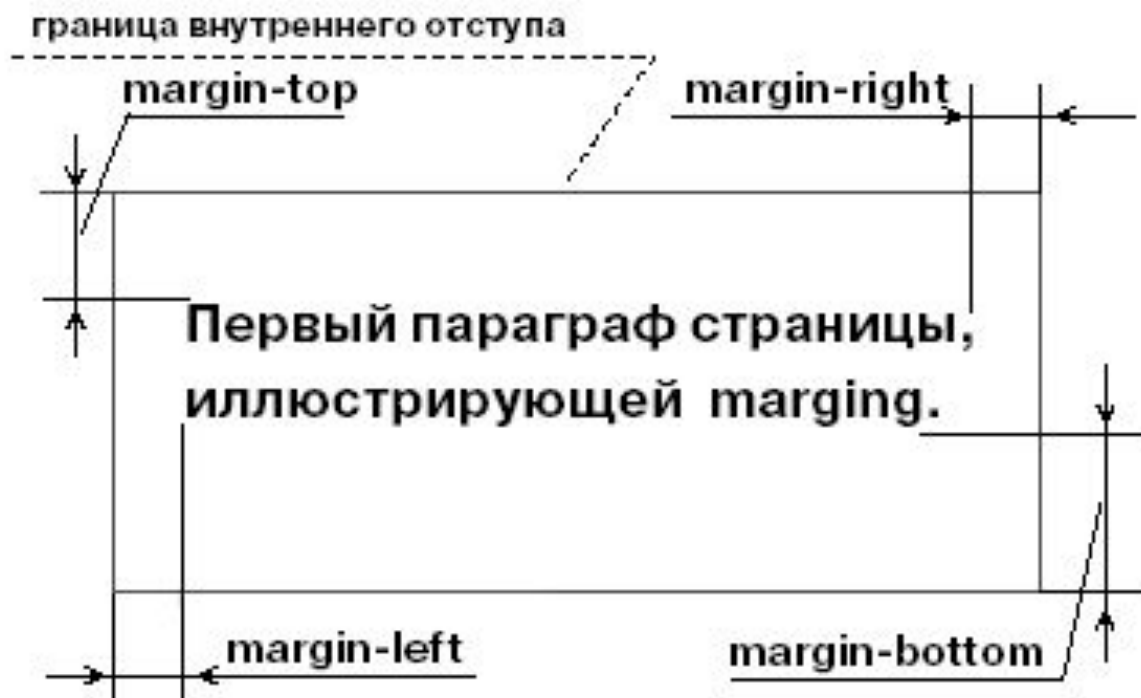 граница внутреннего отступа
margin-top
margin-right
Первый параграф страницы,
иллюстрирующей marging.
margin-left
margin-bottom